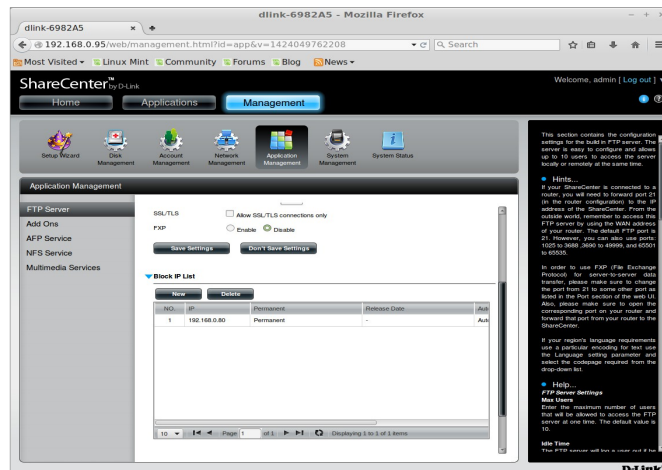 dlink-6982A5 - Mozilla Firefox
dlink-6982A5
192.168.0.95/web/management.html?id=app&v=1424049762208
Search
Most Visited
Linux Mint
Community
Forums
Blog
News
ShareCenter™ by D-Link
Welcome, admin [ Log out ]
Home
Applications
Management
Setup Wizard
Disk Management
Account Management
Network Management
Application Management
System Management
System Status
Application Management
FTP Server
Add Ons
AFP Service
NFS Service
Multimedia Services
SSL/TLS
Allow SSL/TLS connections only
FXP
Enable
Disable
Save Settings
Don't Save Settings
Block IP List
New
Delete
NO. IP Permanent Release Date Aut
1 192.168.0.80 Permanent - Aut
10 Page 1 of 1 Displaying 1 to 1 of 1 items
This section contains the configuration
settings for the build in FTP server. The
server is easy to configure and allows
up to 10 users to access the server
locally or remotely at the same time.
Hints...
If your ShareCenter is connected to a
router, you will need to forward port 21
(in the router configuration) to the IP
address of the ShareCenter. From the
outside world, remember to access this
FTP server by using the WAN address
of your router. The default FTP port is
21. However, you can also use ports:
1025 to 3688 ,3690 to 49999, and 65501
to 65535.
In order to use FXP (File Exchange
Protocol) for server-to-server data
transfer, please make sure to change
the port from 21 to some other port as
listed in the Port section of the web UI.
Also, please make sure to open the
corresponding port on your router and
forward that port from your router to the
ShareCenter.
If your region's language requirements
use a particular encoding for text use
the Language setting parameter and
select the codepage required from the
drop-down list.
Help...
FTP Server Settings
Max Users
Enter the maximum number of users
that will be allowed to access the FTP
server at one time. The default value is
10.
Idle Time
The FTP server will log a user out if he
D-Link